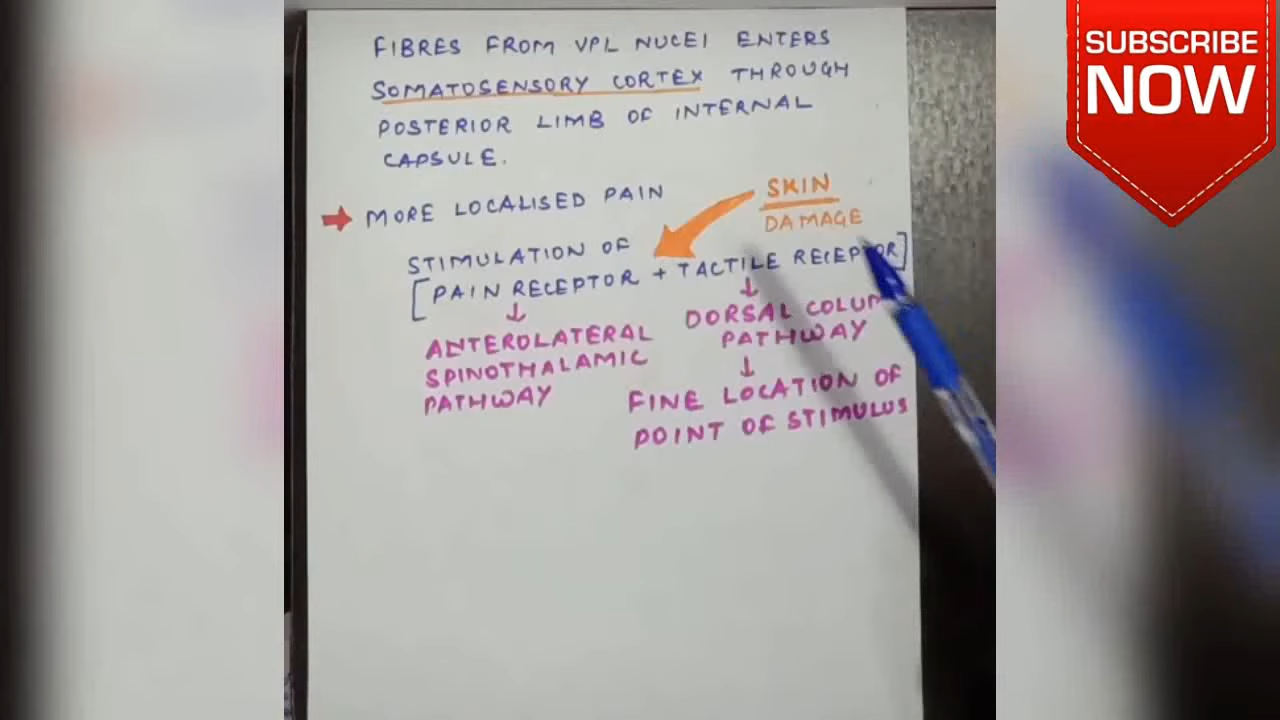 FIBRES FROM VPL NUCEI ENTERS
SOMATOSENSORY CORTEX THROUGH
POSTERIOR LIMB OF INTERNAL
CAPSULE.
MORE LOCALISED PAIN
SKIN
DAMAGE
STIMULATION OF
[PAIN RECEPTOR + TACTILE RECEPTOR]
ANTEROLATERAL
SPINOTHALAMIC
PATHWAY
DORSAL COLUM
PATHWAY
FINE LOCATION OF
POINT OF STIMULUS
SUBSCRIBE
NOW